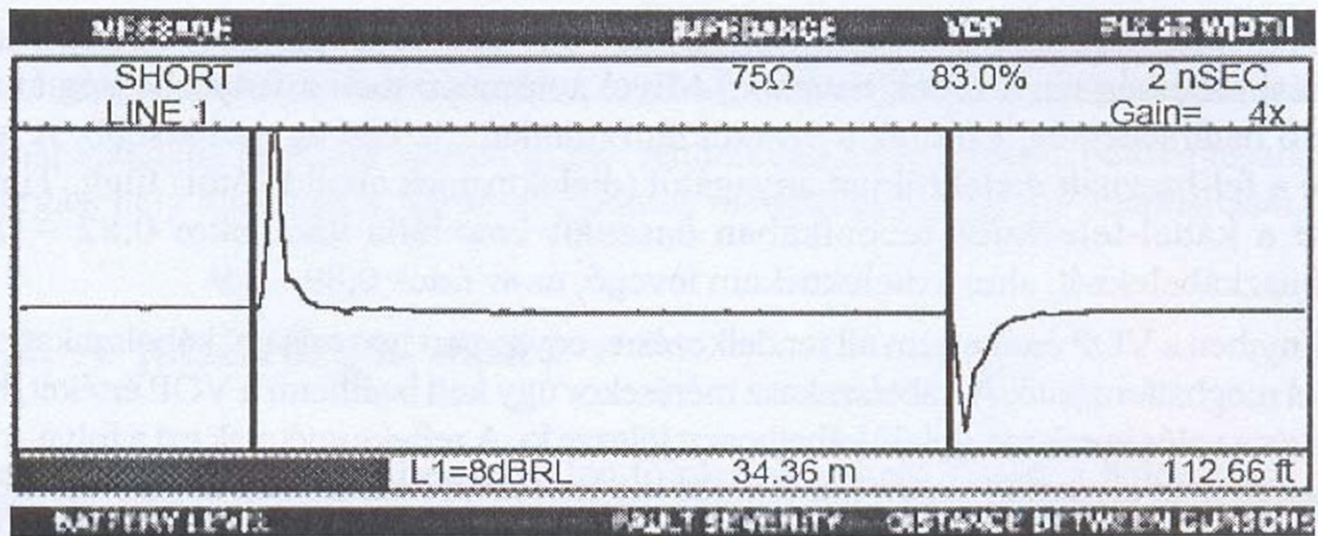 MESSAGE IMPEDANCE VOP PULSE WIDTH
SHORT 75Ω 83.0% 2 nSEC
LINE 1 Gain= 4x
L1=8dBRL 34.36 m 112.66 ft
BATTERY LEVEL FAULT SEVERITY DISTANCE BETWEEN CURSORS